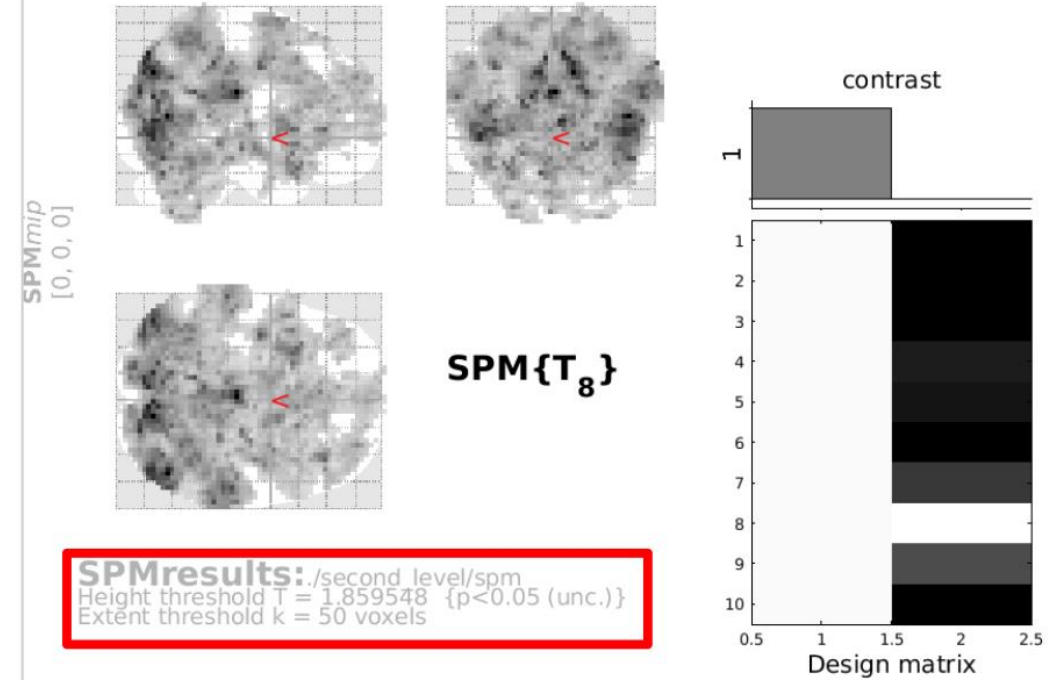 SPMmip
[0, 0, 0]
<
<
<
SPM{T8}
contrast
1
1
2
3
4
5
6
7
8
9
10
0.5 1 1.5 2 2.5
Design matrix
SPMresults: ./second_level/spm
Height threshold T = 1.859548 {p<0.05 (unc.)}
Extent threshold k = 50 voxels